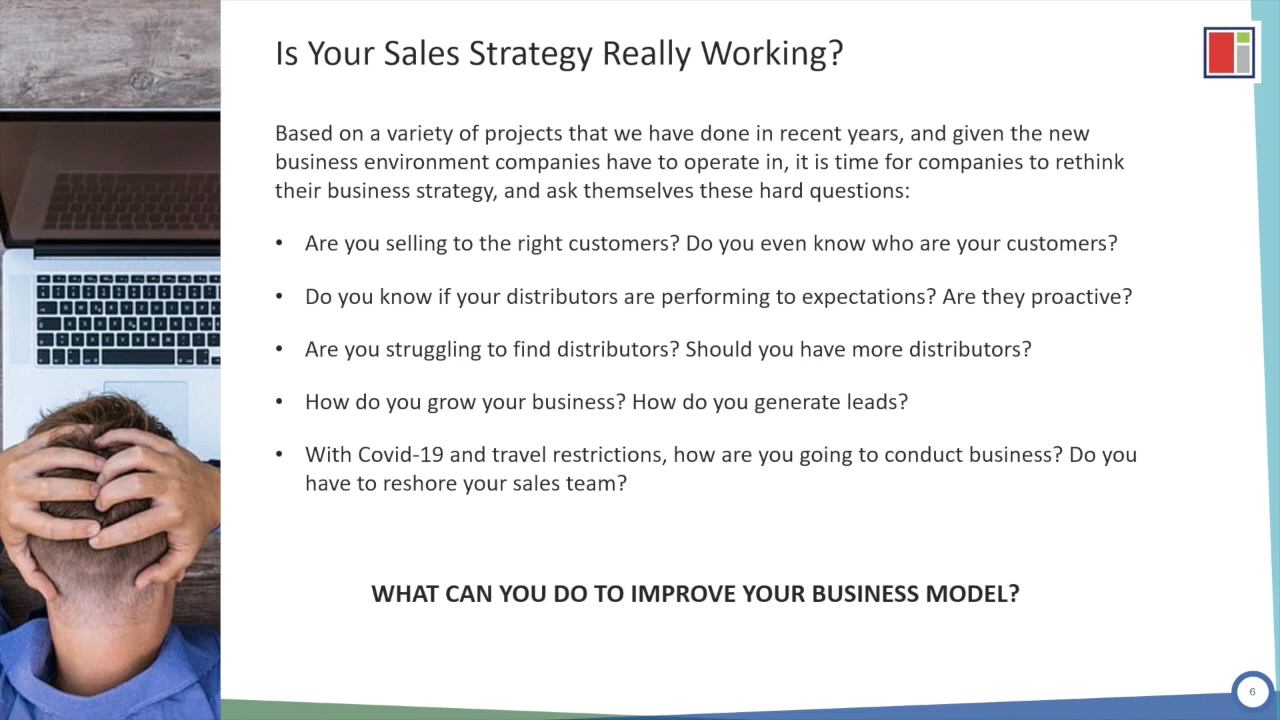 Is Your Sales Strategy Really Working?
Based on a variety of projects that we have done in recent years, and given the new
business environment companies have to operate in, it is time for companies to rethink
their business strategy, and ask themselves these hard questions:
• Are you selling to the right customers? Do you even know who are your customers?
• Do you know if your distributors are performing to expectations? Are they proactive?
• Are you struggling to find distributors? Should you have more distributors?
• How do you grow your business? How do you generate leads?
• With Covid-19 and travel restrictions, how are you going to conduct business? Do you
have to reshore your sales team?
WHAT CAN YOU DO TO IMPROVE YOUR BUSINESS MODEL?
6